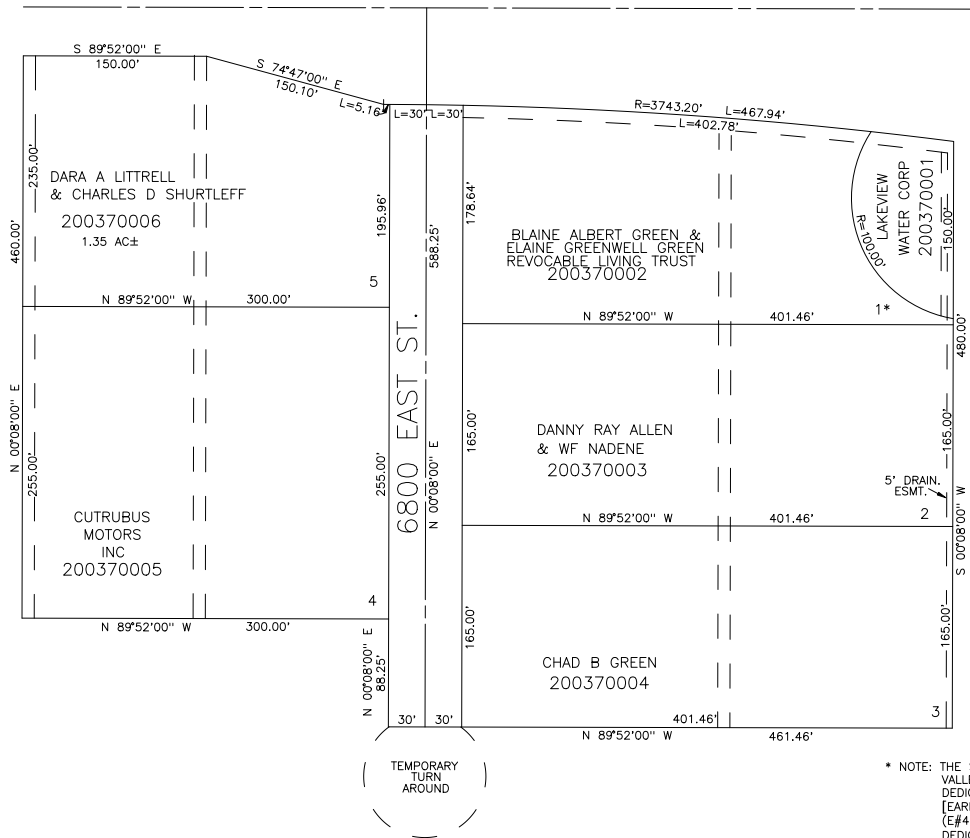 S 89°52'00" E
150.00'
S 74°47'00" E
150.10'
L=5.16'
L=30' L=30'
R=3743.20' L=467.94'
L=402.78'
235.00'
460.00'
DARA A LITTRELL
& CHARLES D SHURTLEFF
200370006
1.35 AC±
195.96'
588.25'
178.64'
BLAINE ALBERT GREEN &
ELAINE GREENWELL GREEN
REVOCABLE LIVING TRUST
200370002
LAKEVIEW
WATER CORP
200370001
R=100.00'
150.00'
5
1*
N 89°52'00" W 300.00'
N 89°52'00" W 401.46'
480.00'
N 00°08'00" E
255.00'
CUTRUBUS
MOTORS
INC
200370005
255.00'
6800 EAST ST.
N 00°08'00" E
165.00'
DANNY RAY ALLEN
& WF NADENE
200370003
165.00'
5' DRAIN.
ESMT.
2
S 00°08'00" W
N 89°52'00" W 401.46'
4
N 89°52'00" W 300.00'
N 00°08'00" E
88.25'
165.00'
CHAD B GREEN
200370004
165.00'
3
30' 30'
401.46'
N 89°52'00" W 461.46'
TEMPORARY
TURN
AROUND
* NOTE: THE
VALLE
DEDIC
[EAR
(E#4
DEDIC